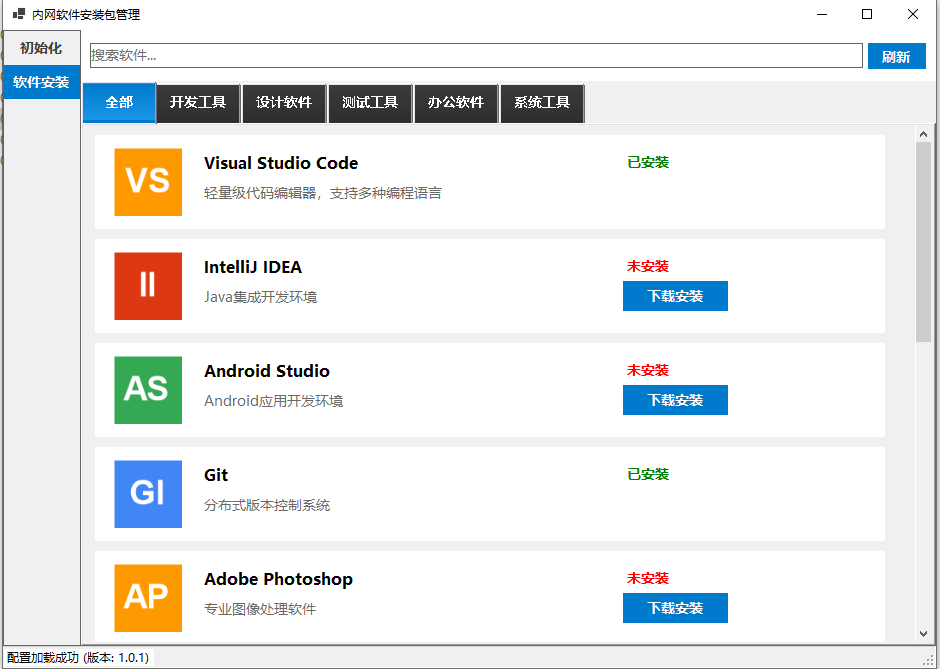 内网软件安装包管理
初始化
软件安装
搜索软件...
刷新
全部 开发工具 设计软件 测试工具 办公软件 系统工具
VS
Visual Studio Code
轻量级代码编辑器，支持多种编程语言
已安装
II
IntelliJ IDEA
Java集成开发环境
未安装
下载安装
AS
Android Studio
Android应用开发环境
未安装
下载安装
GI
Git
分布式版本控制系统
已安装
AP
Adobe Photoshop
专业图像处理软件
未安装
下载安装
配置加载成功 (版本: 1.0.1)